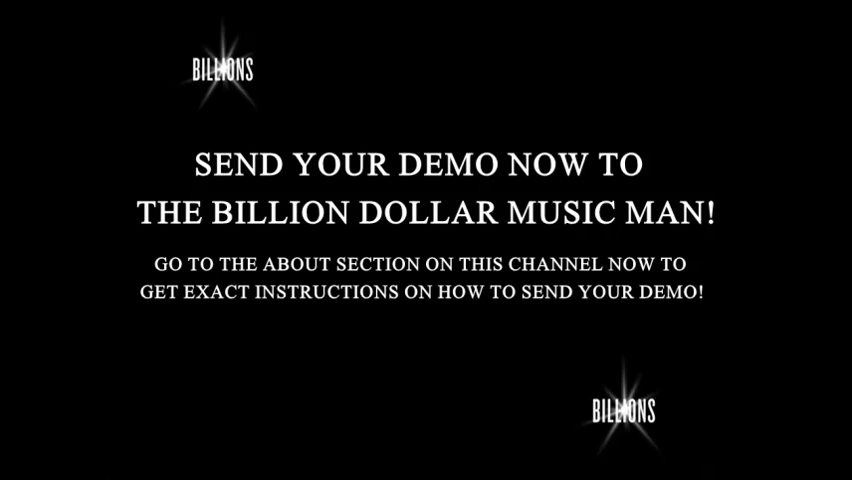 BILLIONS
SEND YOUR DEMO NOW TO
THE BILLION DOLLAR MUSIC MAN!
GO TO THE ABOUT SECTION ON THIS CHANNEL NOW TO
GET EXACT INSTRUCTIONS ON HOW TO SEND YOUR DEMO!
BILLIONS